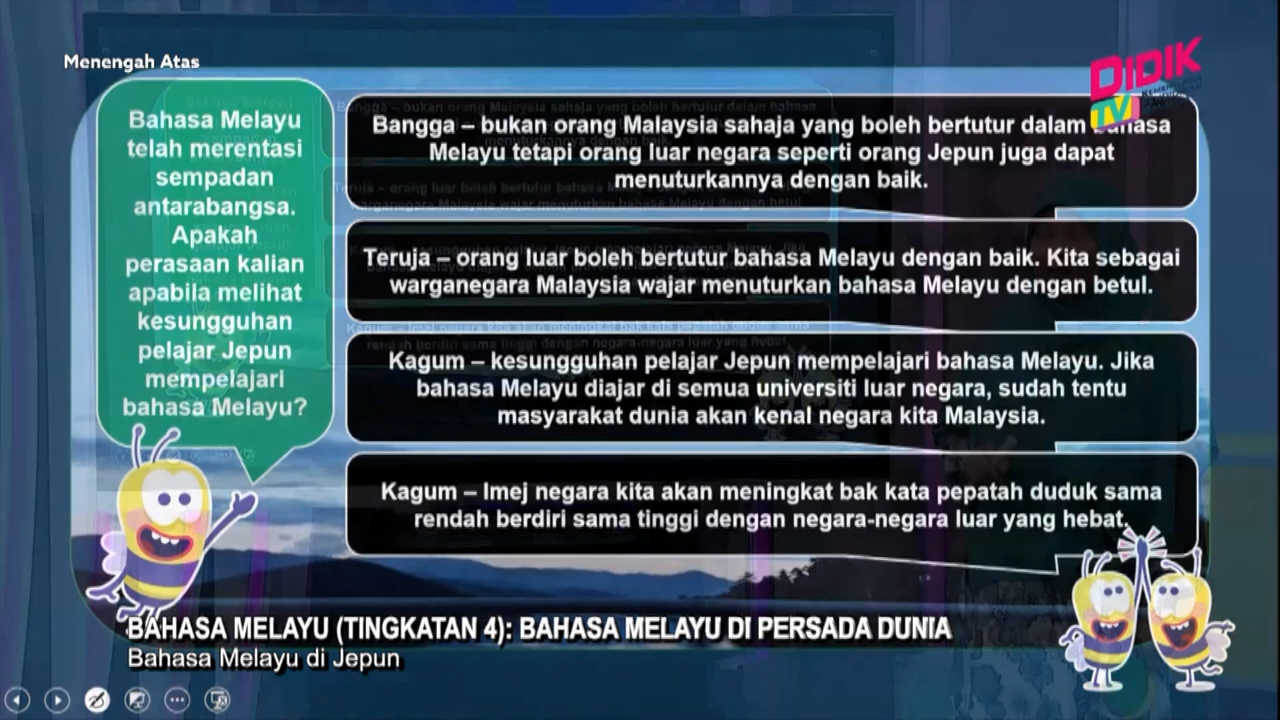 Menengah Atas
DIDIK
TV
Bahasa Melayu
telah merentasi
sempadan
antarabangsa.
Apakah
perasaan kalian
apabila melihat
kesungguhan
pelajar Jepun
mempelajari
bahasa Melayu?
Bangga – bukan orang Malaysia sahaja yang boleh bertutur dalam bahasa
Melayu tetapi orang luar negara seperti orang Jepun juga dapat
menuturkannya dengan baik.
Teruja – orang luar boleh bertutur bahasa Melayu dengan baik. Kita sebagai
warganegara Malaysia wajar menuturkan bahasa Melayu dengan betul.
Kagum – kesungguhan pelajar Jepun mempelajari bahasa Melayu. Jika
bahasa Melayu diajar di semua universiti luar negara, sudah tentu
masyarakat dunia akan kenal negara kita Malaysia.
Kagum – Imej negara kita akan meningkat bak kata pepatah duduk sama
rendah berdiri sama tinggi dengan negara-negara luar yang hebat.
BAHASA MELAYU (TINGKATAN 4): BAHASA MELAYU DI PERSADA DUNIA
Bahasa Melayu di Jepun